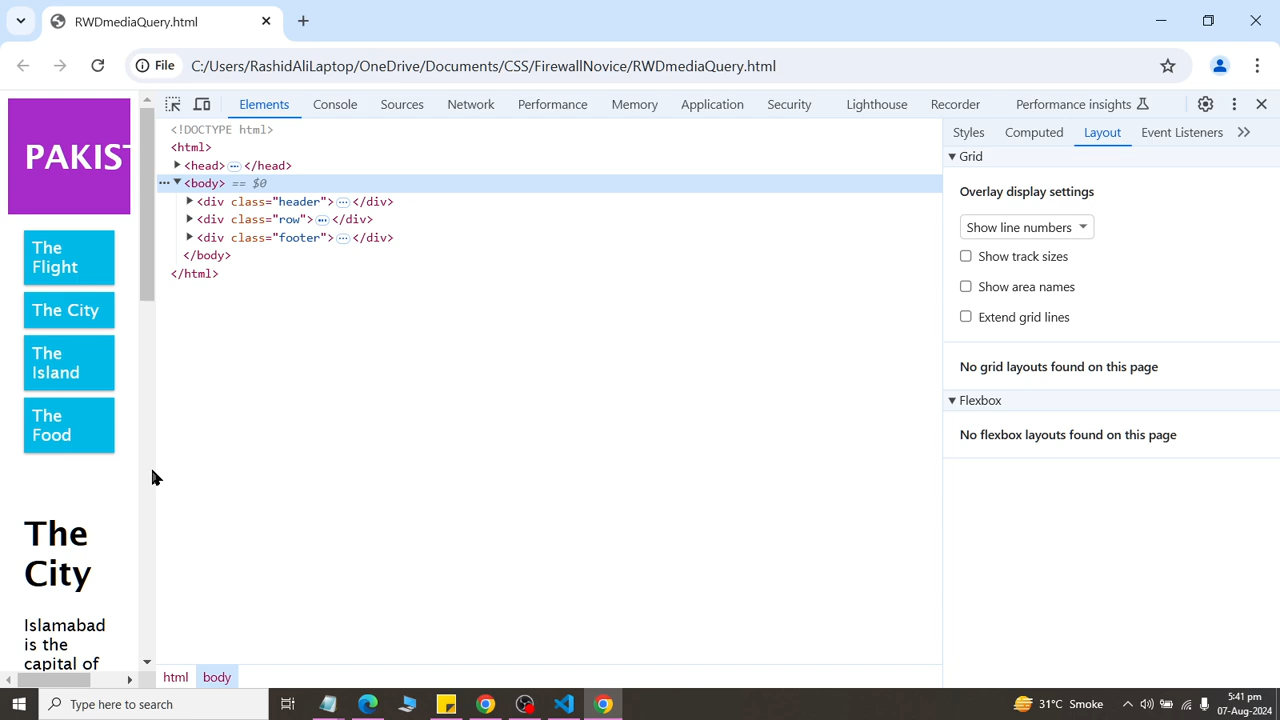 RWDmediaQuery.html
File
C:/Users/RashidAliLaptop/OneDrive/Documents/CSS/FirewallNovice/RWDmediaQuery.html
PAKIST
The
Flight
The City
The
Island
The
Food
The
City
Islamabad
is the
capital of
Elements Console Sources Network Performance Memory Application Security Lighthouse Recorder Performance insights
<!DOCTYPE html>
<html>
<head> … </head>
<body> == $0
<div class="header"> … </div>
<div class="row"> … </div>
<div class="footer"> … </div>
</body>
</html>
html body
Styles Computed Layout Event Listeners
Grid
Overlay display settings
Show line numbers
Show track sizes
Show area names
Extend grid lines
No grid layouts found on this page
Flexbox
No flexbox layouts found on this page
Type here to search
31°C Smoke
5:41 pm
07-Aug-2024